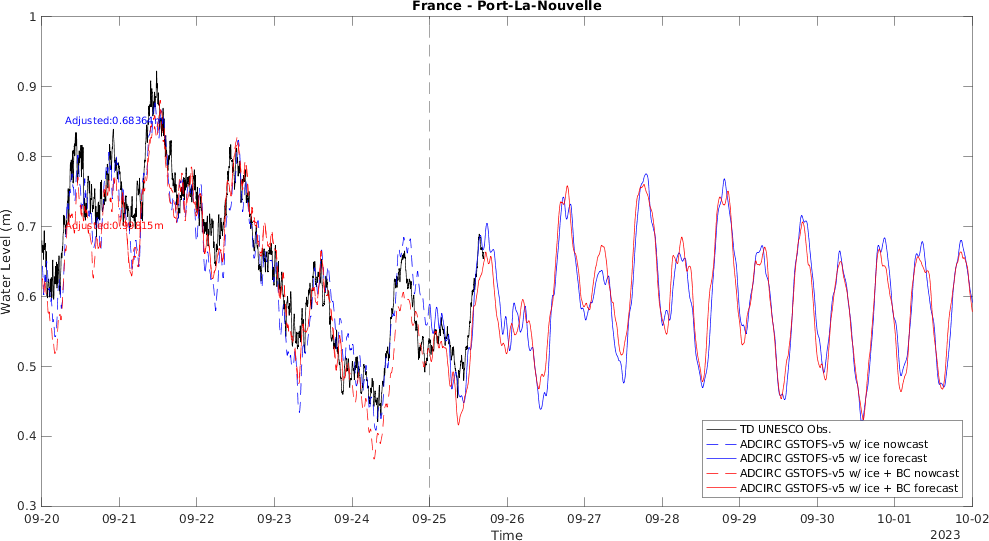 France - Port-La-Nouvelle
Water Level (m)
1
0.9
0.8
0.7
0.6
0.5
0.4
0.3
Adjusted:0.68364m
TD UNESCO Obs.
ADCIRC GSTOFS-v5 w/ ice nowcast
ADCIRC GSTOFS-v5 w/ ice forecast
ADCIRC GSTOFS-v5 w/ ice + BC nowcast
ADCIRC GSTOFS-v5 w/ ice + BC forecast
09-20
09-21
09-22
09-23
09-24
09-25
09-26
09-27
09-28
09-29
09-30
10-01
10-02
Time
2023